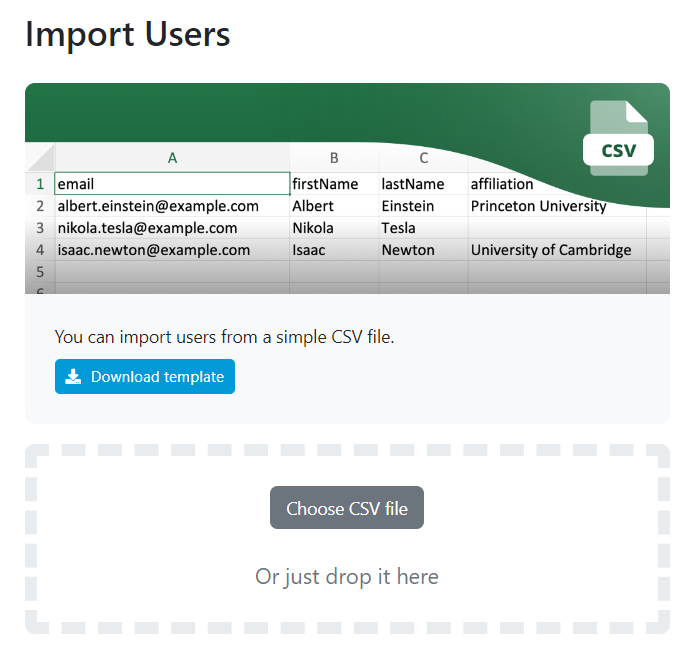 Import Users
CSV
A B C
1 email firstName lastName affiliation
2 albert.einstein@example.com Albert Einstein Princeton University
3 nikola.tesla@example.com Nikola Tesla
4 isaac.newton@example.com Isaac Newton University of Cambridge
5
6
You can import users from a simple CSV file.
Download template
Choose CSV file
Or just drop it here